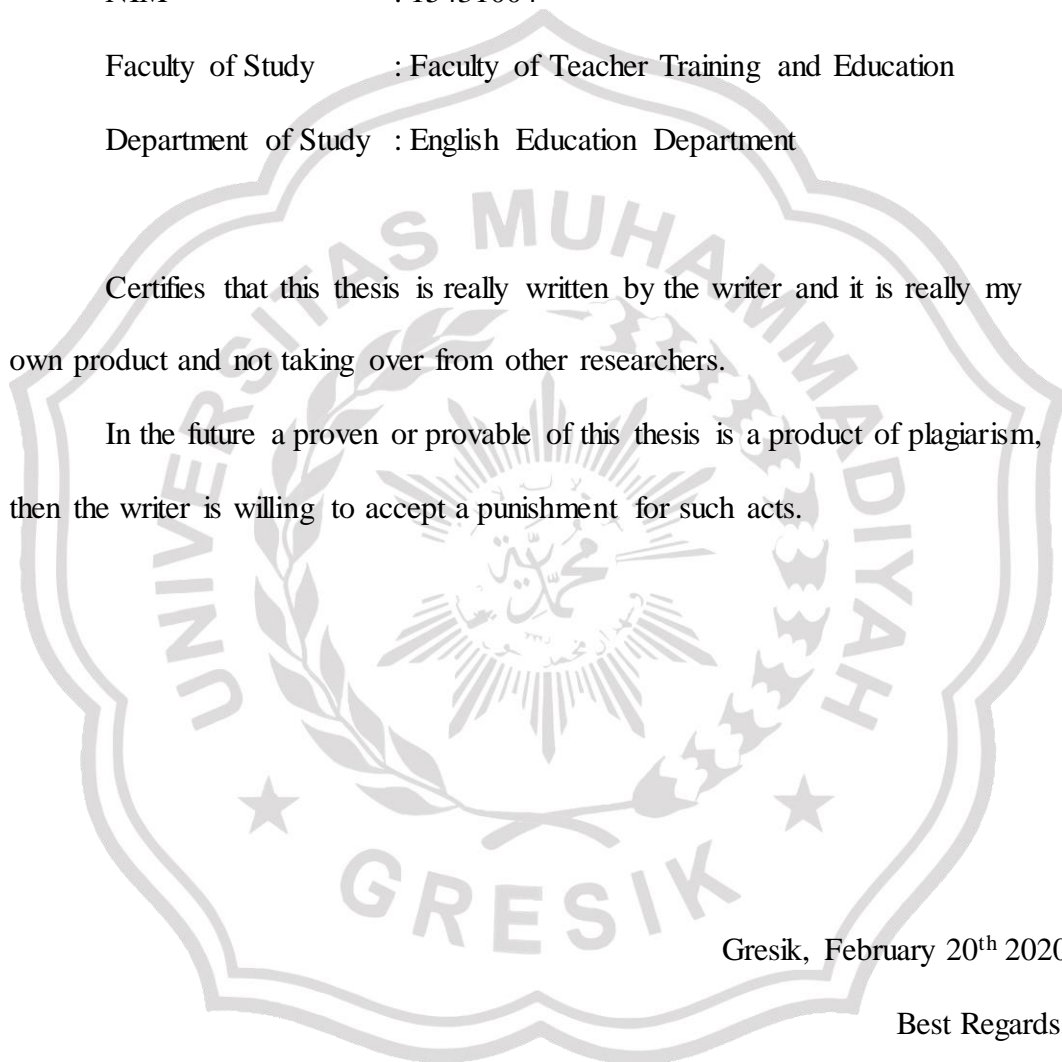 Faculty of Study : Faculty of Teacher Training and Education
Department of Study : English Education Department
Certifies that this thesis is really written by the writer and it is really my
own product and not taking over from other researchers.
In the future a proven or provable of this thesis is a product of plagiarism,
then the writer is willing to accept a punishment for such acts.
Gresik, February 20th 2020
Best Regards
UNIVERSITAS MUHAMMADIYAH
GRESIK